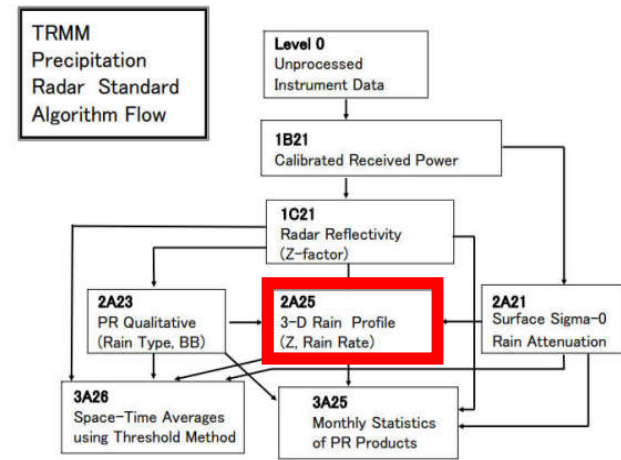 TRMM
Precipitation
Radar Standard
Algorithm Flow
Level 0
Unprocessed
Instrument Data
1B21
Calibrated Received Power
1C21
Radar Reflectivity
(Z-factor)
2A23
PR Qualitative
(Rain Type, BB)
2A25
3-D Rain Profile
(Z, Rain Rate)
2A21
Surface Sigma-0
Rain Attenuation
3A26
Space-Time Averages
using Threshold Method
3A25
Monthly Statistics
of PR Products